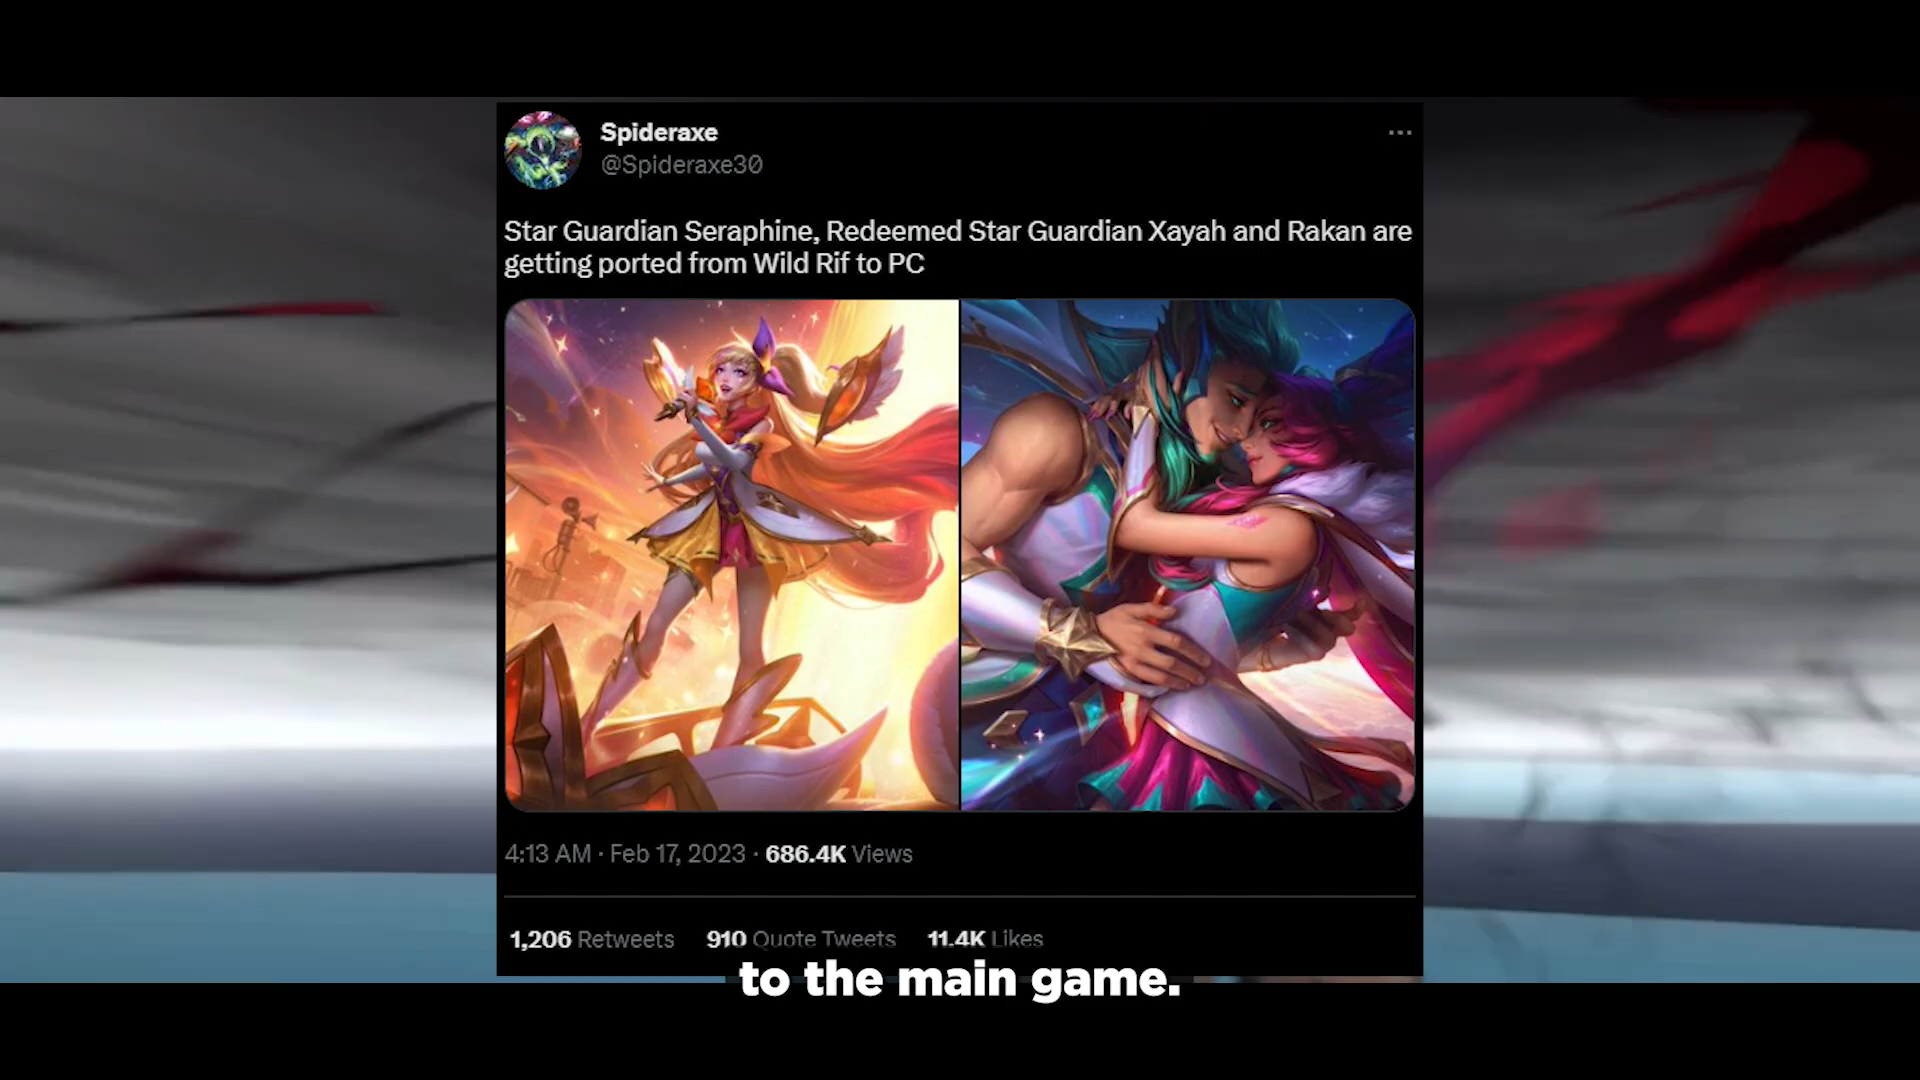 Spideraxe
@Spideraxe30
Star Guardian Seraphine, Redeemed Star Guardian Xayah and Rakan are
getting ported from Wild Rif to PC
4:13 AM · Feb 17, 2023 · 686.4K Views
1,206 Retweets 910 Quote Tweets 11.4K Likes
to the main game.